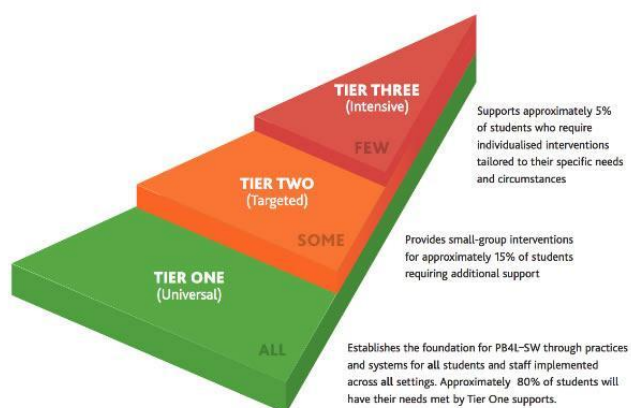 TIER THREE
(Intensive)
FEW
Supports approximately 5%
of students who require
individualised interventions
tailored to their specific needs
and circumstances
TIER TWO
(Targeted)
SOME
Provides small-group interventions
for approximately 15% of students
requiring additional support
TIER ONE
(Universal)
ALL
Establishes the foundation for PB4L–SW through practices
and systems for all students and staff implemented
across all settings. Approximately 80% of students will
have their needs met by Tier One supports.